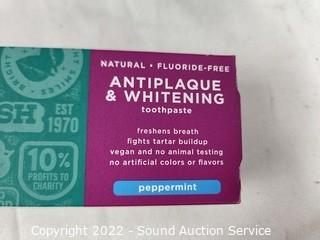 NATURAL • FLUORIDE-FREE
ANTIPLAQUE
& WHITENING
toothpaste
freshens breath
fights tartar buildup
vegan and no animal testing
no artificial colors or flavors
peppermint
EST
1970
10%
PROFITS TO
CHARITY
BRIGHT
Copyright 2022 - Sound Auction Service